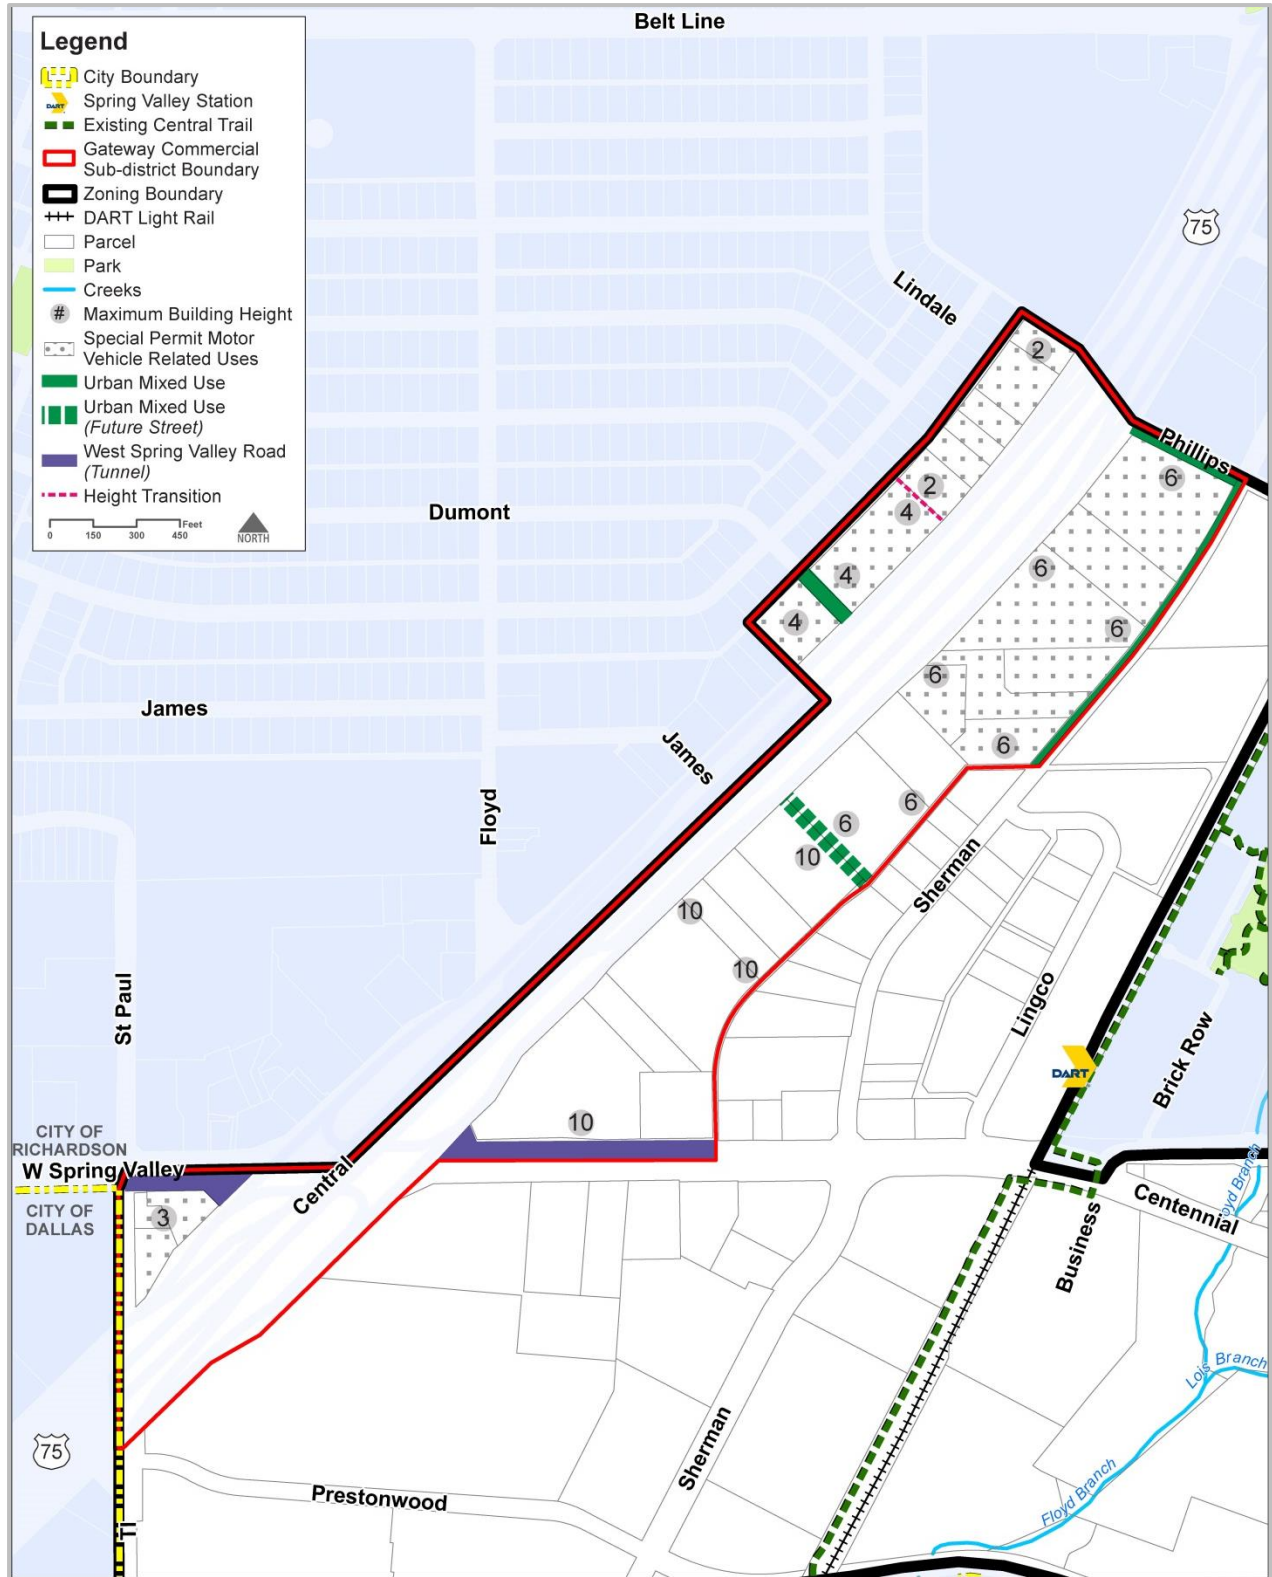 Belt Line
Legend
City Boundary
DART
Spring Valley Station
Existing Central Trail
Gateway Commercial
Sub-district Boundary
Zoning Boundary
DART Light Rail
Parcel
Park
Creeks
# Maximum Building Height
Special Permit Motor
Vehicle Related Uses
Urban Mixed Use
Urban Mixed Use
(Future Street)
West Spring Valley Road
(Tunnel)
Height Transition
Feet
0 150 300 450
NORTH
75
Lindale
2
Phillips
6
2
4
Dumont
6
4
4
6
6
James
6
James
6
6
Floyd
10
Sherman
10
10
St Paul
Lingco
DART
Brick Row
10
CITY OF
RICHARDSON
W Spring Valley
CITY OF
DALLAS
3
Central
oyd Branch
Centennial
Business
Lois Branch
75
Sherman
Prestonwood
Floyd Branch
TI